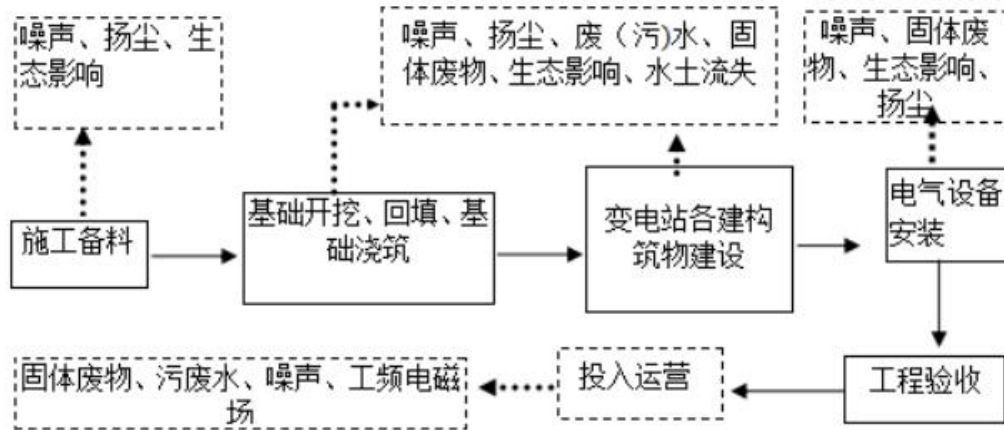 噪声、扬尘、生
态影响
噪声、扬尘、废（污)水、固
体废物、生态影响、水土流失
噪声、固体废
物、生态影响、
扬尘
施工备料
基础开挖、回填、基
础浇筑
变电站各建构
筑物建设
电气设备
安装
固体废物、污废水、噪声、工频电磁
场
投入运营
工程验收